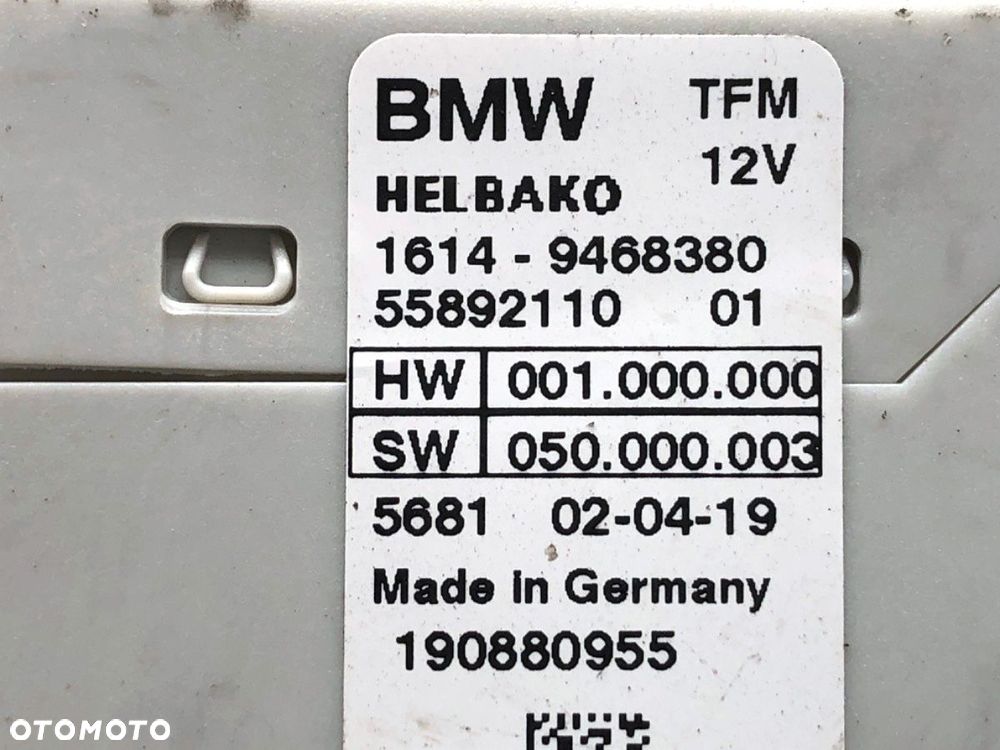 BMW TFM
12V
HELBAKO
1614 - 9468380
55892110 01
HW 001.000.000
SW 050.000.003
5681 02-04-19
Made in Germany
190880955
OTOMOTO